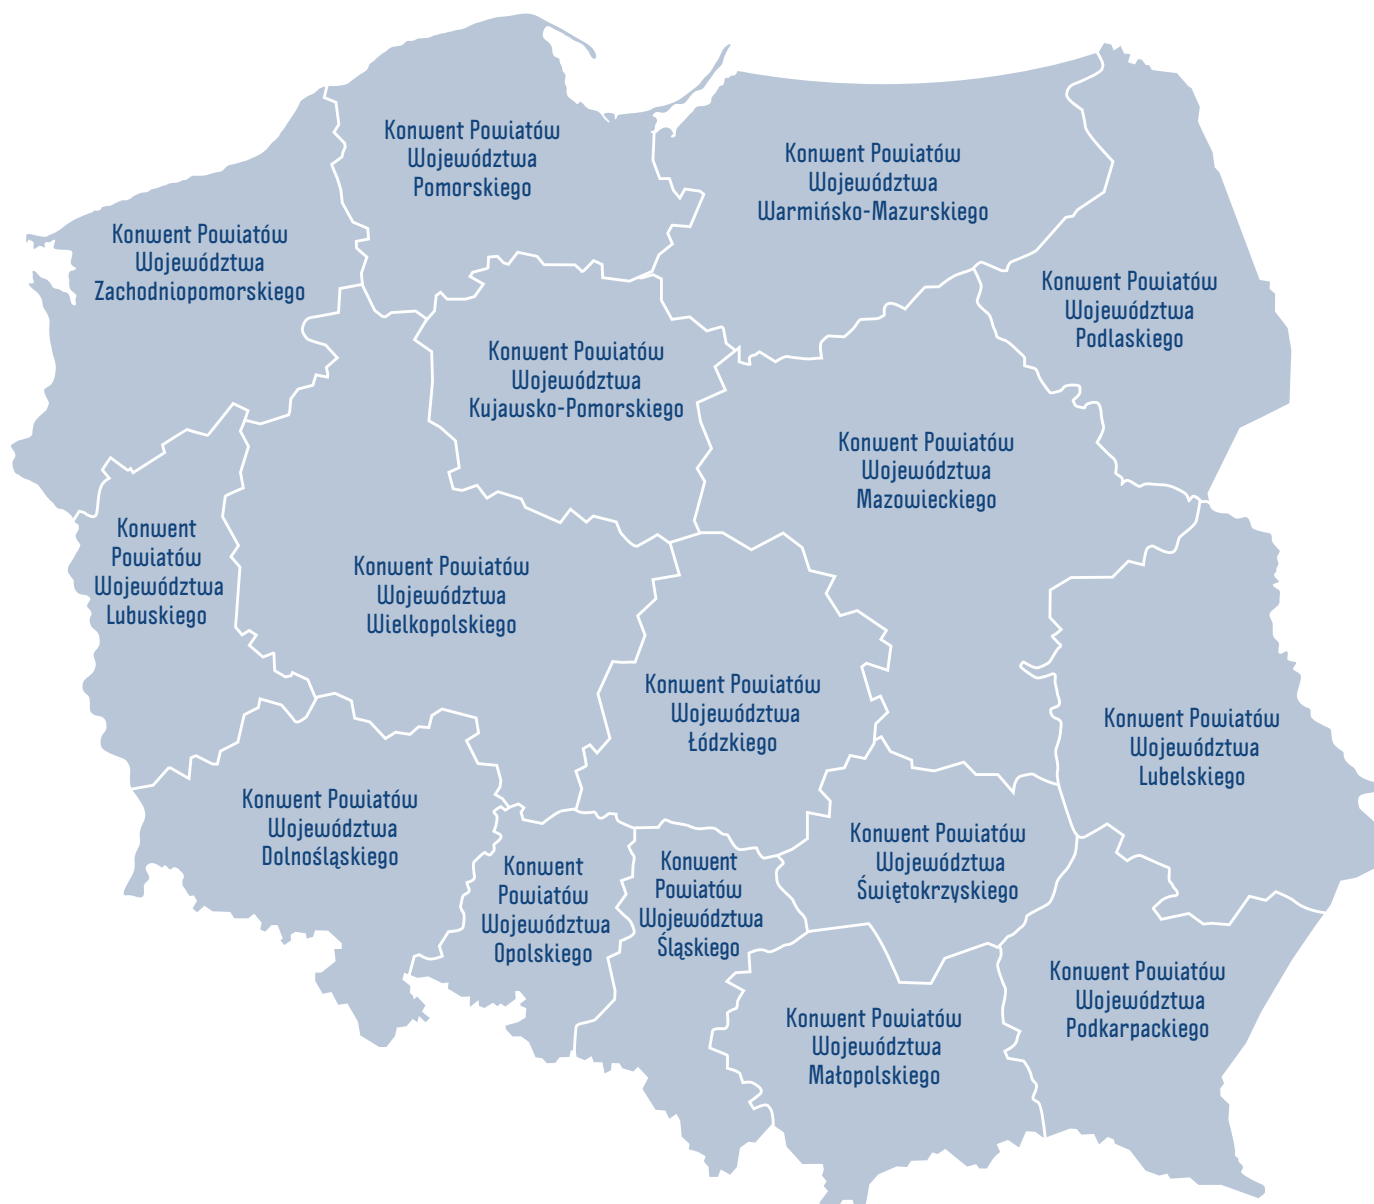 Konwent Powiatów
Województwa
Pomorskiego
Konwent Powiatów
Województwa
Warmińsko-Mazurskiego
Konwent Powiatów
Województwa
Zachodniopomorskiego
Konwent Powiatów
Województwa
Podlaskiego
Konwent Powiatów
Województwa
Kujawsko-Pomorskiego
Konwent Powiatów
Województwa
Mazowieckiego
Konwent
Powiatów
Województwa
Lubuskiego
Konwent Powiatów
Województwa
Wielkopolskiego
Konwent Powiatów
Województwa
Łódzkiego
Konwent Powiatów
Województwa
Lubelskiego
Konwent Powiatów
Województwa
Dolnośląskiego
Konwent Powiatów
Województwa
Świętokrzyskiego
Konwent
Powiatów
Województwa
Opolskiego
Konwent
Powiatów
Województwa
Śląskiego
Konwent Powiatów
Województwa
Podkarpackiego
Konwent Powiatów
Województwa
Małopolskiego